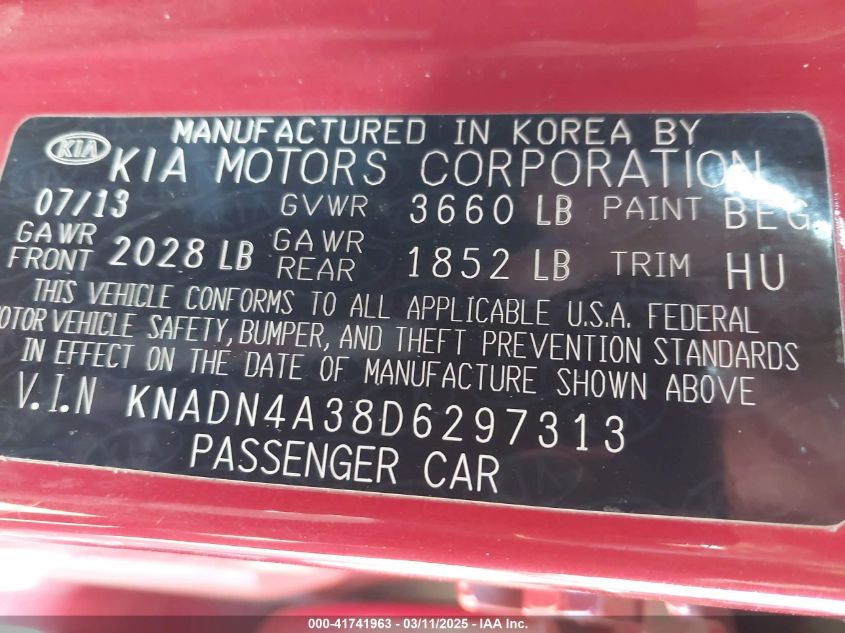 KIA
MANUFACTURED IN KOREA BY
KIA MOTORS CORPORATION
07/13 GVWR 3660 LB PAINT BEG
GAWR FRONT 2028 LB GAWR REAR 1852 LB TRIM HU
THIS VEHICLE CONFORMS TO ALL APPLICABLE U.S.A. FEDERAL
MOTOR VEHICLE SAFETY, BUMPER, AND THEFT PREVENTION STANDARDS
IN EFFECT ON THE DATE OF MANUFACTURE SHOWN ABOVE
V.I.N KNADN4A38D6297313
PASSENGER CAR
000-41741963 - 03/11/2025 - IAA Inc.